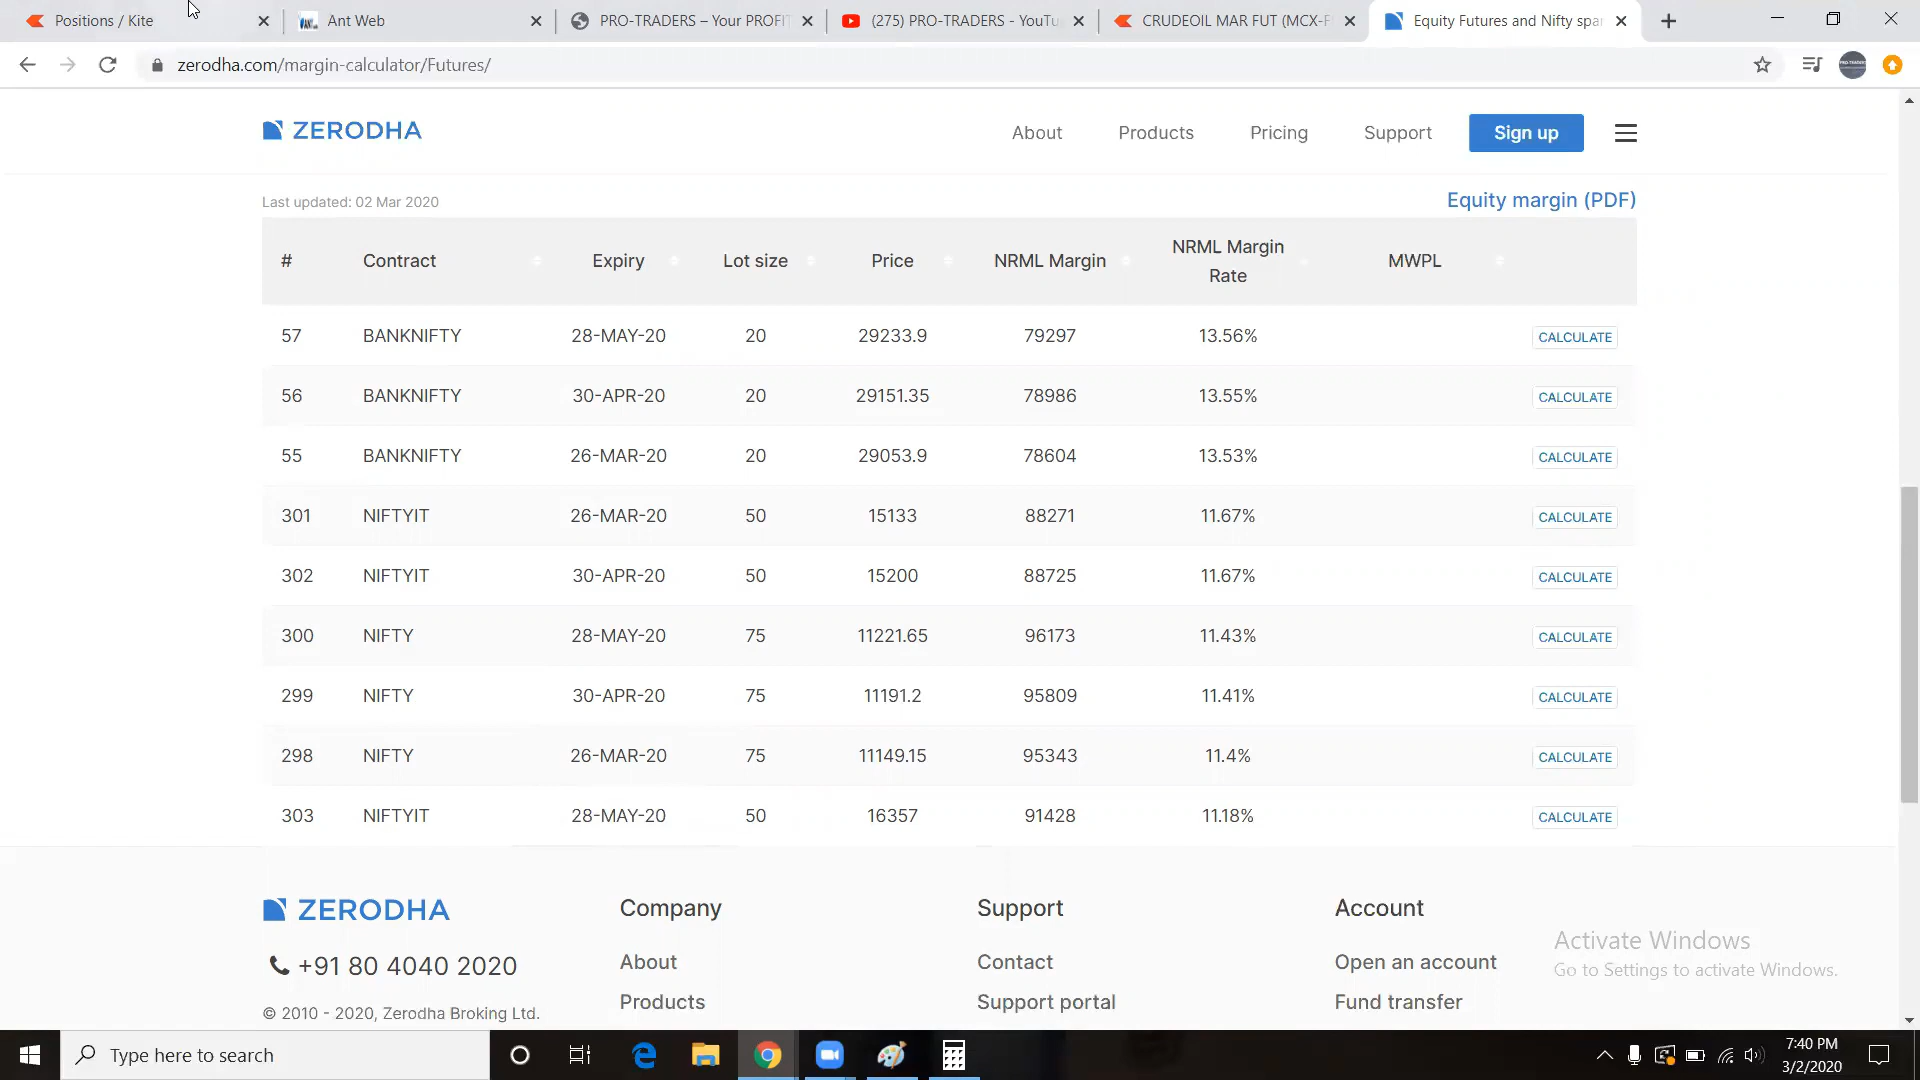 Positions / Kite
Ant Web
PRO-TRADERS – Your PROFIT
(275) PRO-TRADERS - YouTu
CRUDEOIL MAR FUT (MCX-F
Equity Futures and Nifty spa
zerodha.com/margin-calculator/Futures/
ZERODHA
About Products Pricing Support Sign up
Last updated: 02 Mar 2020
Equity margin (PDF)
# Contract Expiry Lot size Price NRML Margin NRML Margin Rate MWPL
57 BANKNIFTY 28-MAY-20 20 29233.9 79297 13.56% CALCULATE
56 BANKNIFTY 30-APR-20 20 29151.35 78986 13.55% CALCULATE
55 BANKNIFTY 26-MAR-20 20 29053.9 78604 13.53% CALCULATE
301 NIFTYIT 26-MAR-20 50 15133 88271 11.67% CALCULATE
302 NIFTYIT 30-APR-20 50 15200 88725 11.67% CALCULATE
300 NIFTY 28-MAY-20 75 11221.65 96173 11.43% CALCULATE
299 NIFTY 30-APR-20 75 11191.2 95809 11.41% CALCULATE
298 NIFTY 26-MAR-20 75 11149.15 95343 11.4% CALCULATE
303 NIFTYIT 28-MAY-20 50 16357 91428 11.18% CALCULATE
ZERODHA
+91 80 4040 2020
© 2010 - 2020, Zerodha Broking Ltd.
Company
About
Products
Support
Contact
Support portal
Account
Open an account
Fund transfer
Activate Windows
Go to Settings to activate Windows.
Type here to search
7:40 PM
3/2/2020